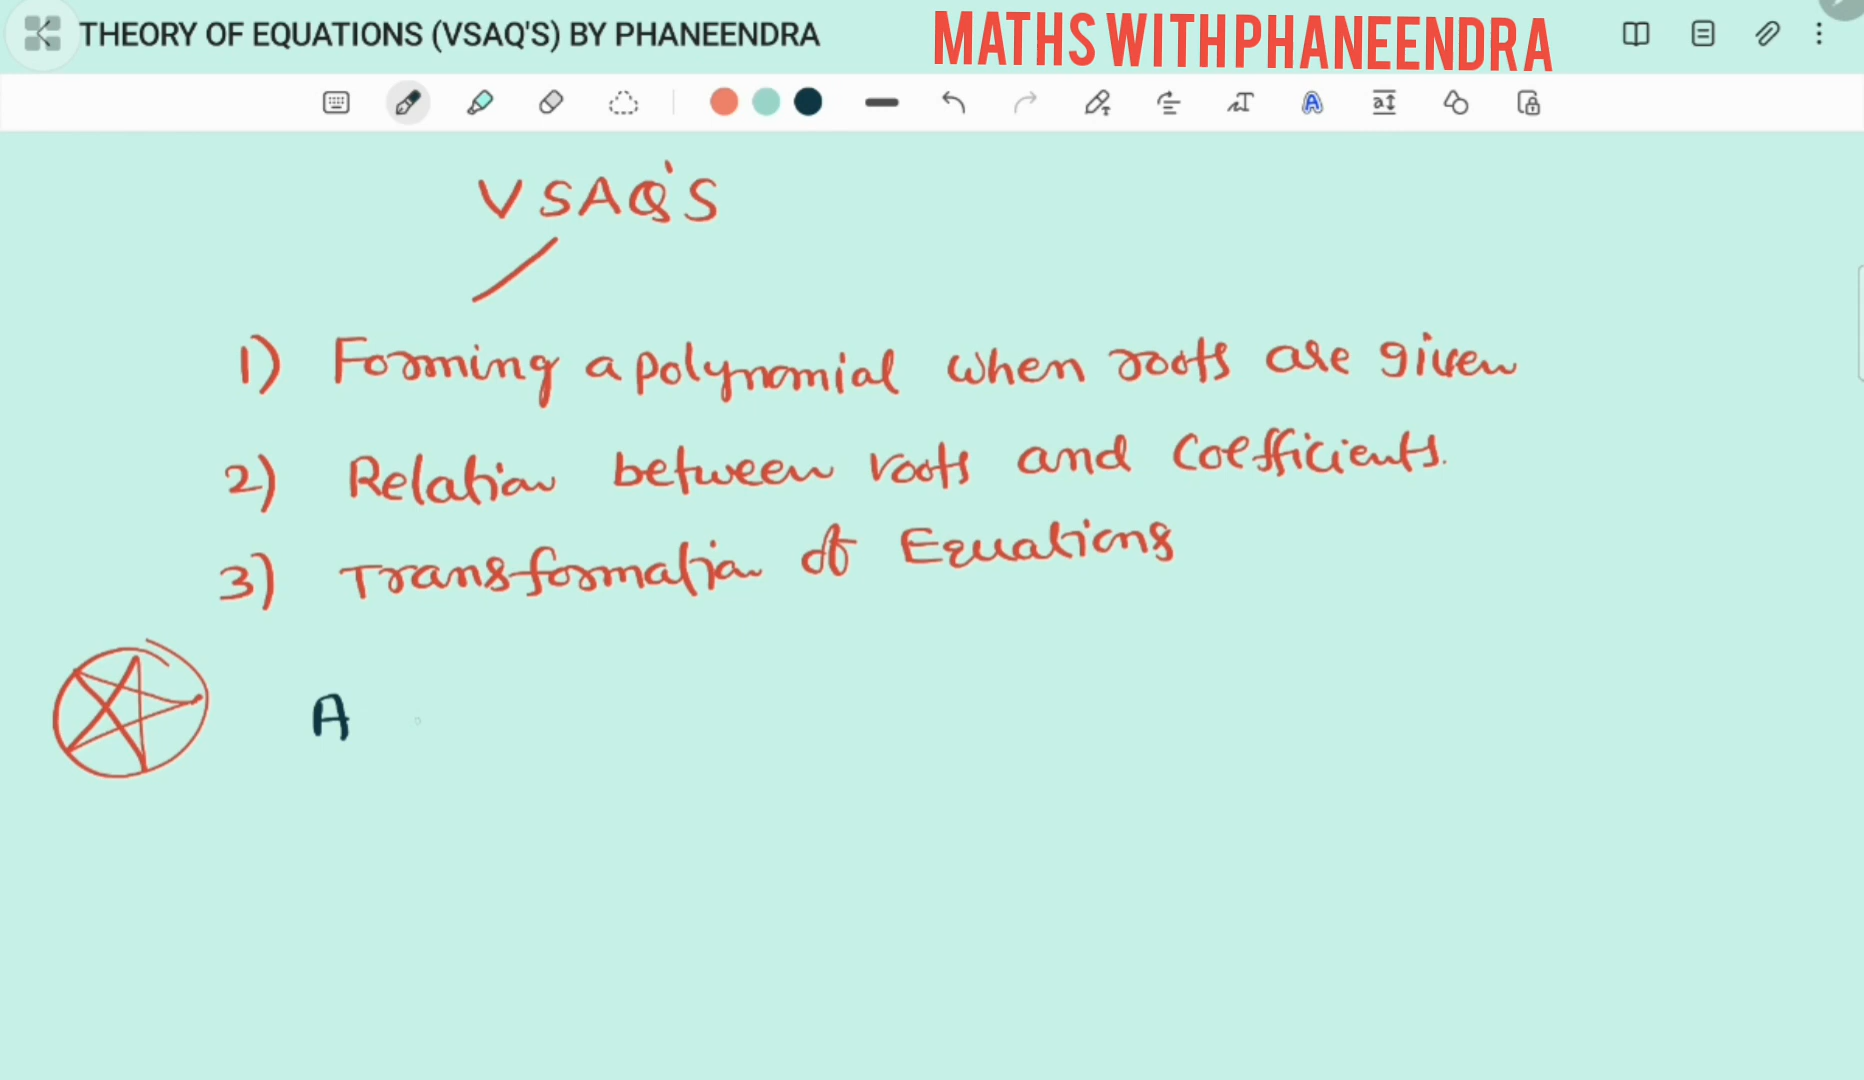 THEORY OF EQUATIONS (VSAQ'S) BY PHANEENDRA
MATHS WITH PHANEENDRA
VSAQ'S
1) Forming a polynomial when roots are given
2) Relation between roots and coefficients.
3) Transformation of Equations
A